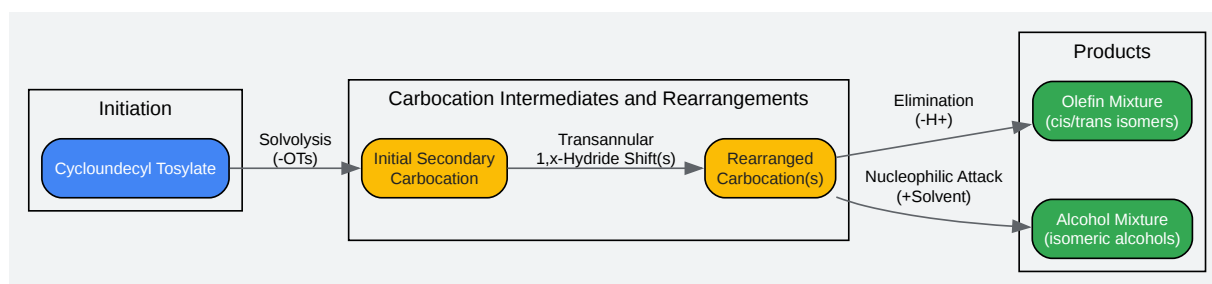 Initiation
Cycloundecyl Tosylate
Solvolysis
(-OTs)
Carbocation Intermediates and Rearrangements
Initial Secondary
Carbocation
Transannular
1,x-Hydride Shift(s)
Rearranged
Carbocation(s)
Elimination
(-H+)
Nucleophilic Attack
(+Solvent)
Products
Olefin Mixture
(cis/trans isomers)
Alcohol Mixture
(isomeric alcohols)